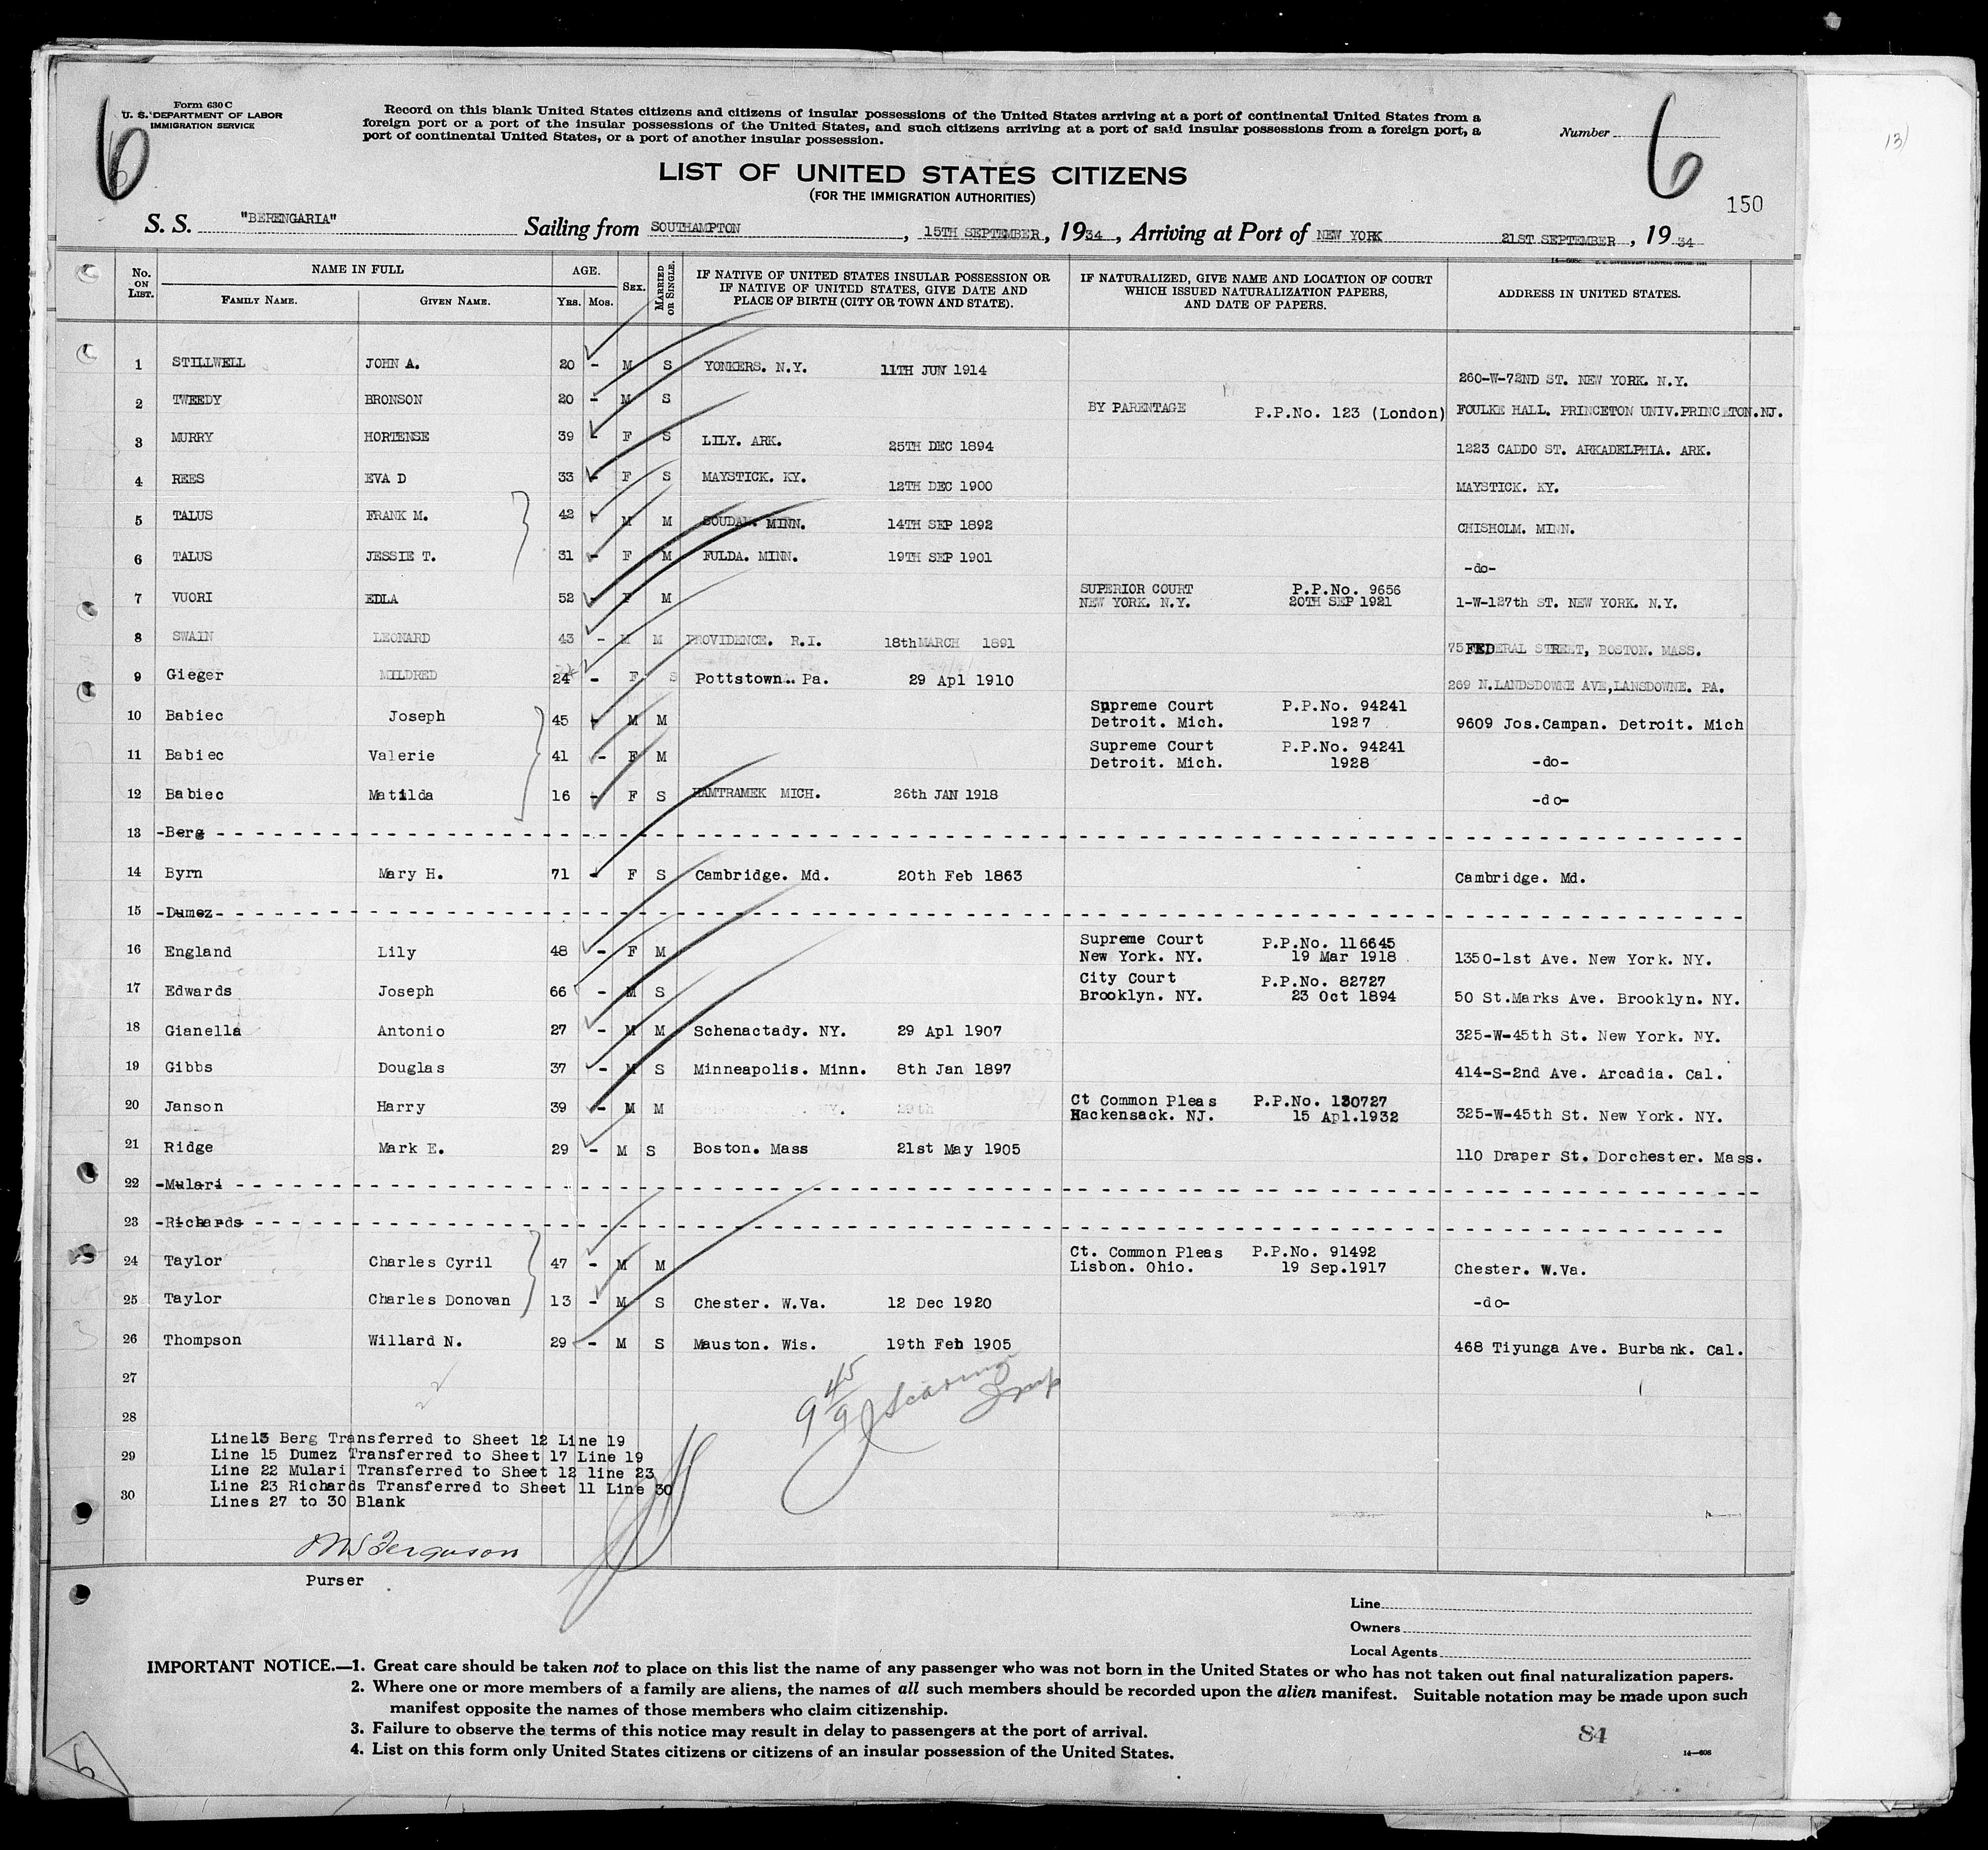 Form 630 C
U. S. DEPARTMENT OF LABOR
IMMIGRATION SERVICE
6
Record on this blank United States citizens and citizens of insular possessions of the United States arriving at a port of continental United States from a
foreign port or a port of the insular possessions of the United States, and such citizens arriving at a port of said insular possessions from a foreign port, a
port of continental United States, or a port of another insular possession.
Number
6
13)
LIST OF UNITED STATES CITIZENS
(FOR THE IMMIGRATION AUTHORITIES)
150
S. S. "BERENGARIA" Sailing from SOUTHAMPTON, 15TH SEPTEMBER, 1934, Arriving at Port of NEW YORK 21ST SEPTEMBER, 1934
No. ON LIST. NAME IN FULL FAMILY NAME. GIVEN NAME. AGE. Yrs. Mos. SEX. MARRIED OR SINGLE. IF NATIVE OF UNITED STATES INSULAR POSSESSION OR IF NATIVE OF UNITED STATES, GIVE DATE AND PLACE OF BIRTH (CITY OR TOWN AND STATE). IF NATURALIZED, GIVE NAME AND LOCATION OF COURT WHICH ISSUED NATURALIZATION PAPERS, AND DATE OF PAPERS. ADDRESS IN UNITED STATES.
1 STILLWELL JOHN A. 20 - M S YONKERS. N.Y. 11TH JUN 1914 260-W-72ND ST. NEW YORK. N.Y.
2 TWEEDY BRONSON 20 - M S BY PARENTAGE P.P.No. 123 (London) FOULKE HALL. PRINCETON UNIV.PRINCETON.NJ.
3 MURRY HORTENSE 39 - F S LILY. ARK. 25TH DEC 1894 1223 CADDO ST. ARKADELPHIA. ARK.
4 REES EVA D 33 - F S MAYSTICK. KY. 12TH DEC 1900 MAYSTICK. KY.
5 TALUS FRANK M. 42 - M M SOUDAN. MINN. 14TH SEP 1892 CHISHOLM. MINN.
6 TALUS JESSIE T. 31 - F M FULDA. MINN. 19TH SEP 1901 -do-
7 VUORI EDLA 52 - F M SUPERIOR COURT P.P.No. 9656
NEW YORK. N.Y. 20TH SEP 1921 1-W-127th ST. NEW YORK. N.Y.
8 SWAIN LEONARD 43 - M M PROVIDENCE. R.I. 18thMARCH 1891 75 FEDERAL STREET, BOSTON. MASS.
9 Gieger MILDRED 24 - F S Pottstown.. Pa. 29 Apl 1910 269 N.LANDSDOWNE AVE,LANSDOWNE. PA.
10 Babiec Joseph 45 - M M Supreme Court P.P.No. 94241
Detroit. Mich. 1927 9609 Jos.Campan. Detroit. Mich
11 Babiec Valerie 41 - F M Supreme Court P.P.No. 94241
Detroit. Mich. 1928 -do-
12 Babiec Matilda 16 - F S HAMTRAMEK MICH. 26th JAN 1918 -do-
13 -Berg
14 Byrn Mary H. 71 - F S Cambridge. Md. 20th Feb 1863 Cambridge. Md.
15 -Dumez
16 England Lily 48 - F M Supreme Court P.P.No. 116645
New York. NY. 19 Mar 1918 1350-1st Ave. New York. NY.
17 Edwards Joseph 66 - M S City Court P.P.No. 82727
Brooklyn. NY. 23 Oct 1894 50 St.Marks Ave. Brooklyn. NY.
18 Gianella Antonio 27 - M M Schenactady. NY. 29 Apl 1907 325-W-45th St. New York. NY.
19 Gibbs Douglas 37 - M S Minneapolis. Minn. 8th Jan 1897 414-S-2nd Ave. Arcadia. Cal.
20 Janson Harry 39 - M M Ct Common Pleas P.P.No. 130727
Hackensack. NJ. 15 Apl.1932 325-W-45th St. New York. NY.
21 Ridge Mark E. 29 - M S Boston. Mass 21st May 1905 110 Draper St. Dorchester. Mass.
22 -Mulari
23 -Richards
24 Taylor Charles Cyril 47 - M M Ct. Common Pleas P.P.No. 91492
Lisbon. Ohio. 19 Sep.1917 Chester. W.Va.
25 Taylor Charles Donovan 13 - M S Chester. W.Va. 12 Dec 1920 -do-
26 Thompson Willard N. 29 - M S Mauston. Wis. 19th Feb 1905 468 Tiyunga Ave. Burbank. Cal.
27
28
29
30
Line13 Berg Transferred to Sheet 12 Line 19
Line 15 Dumez Transferred to Sheet 17 Line 19
Line 22 Mulari Transferred to Sheet 12 line 23
Line 23 Richards Transferred to Sheet 11 Line 30
Lines 27 to 30 Blank
Ferguson
Purser
Line
Owners
Local Agents
IMPORTANT NOTICE.—1. Great care should be taken not to place on this list the name of any passenger who was not born in the United States or who has not taken out final naturalization papers.
2. Where one or more members of a family are aliens, the names of all such members should be recorded upon the alien manifest. Suitable notation may be made upon such
manifest opposite the names of those members who claim citizenship.
3. Failure to observe the terms of this notice may result in delay to passengers at the port of arrival.
4. List on this form only United States citizens or citizens of an insular possession of the United States.
84
14—606
6